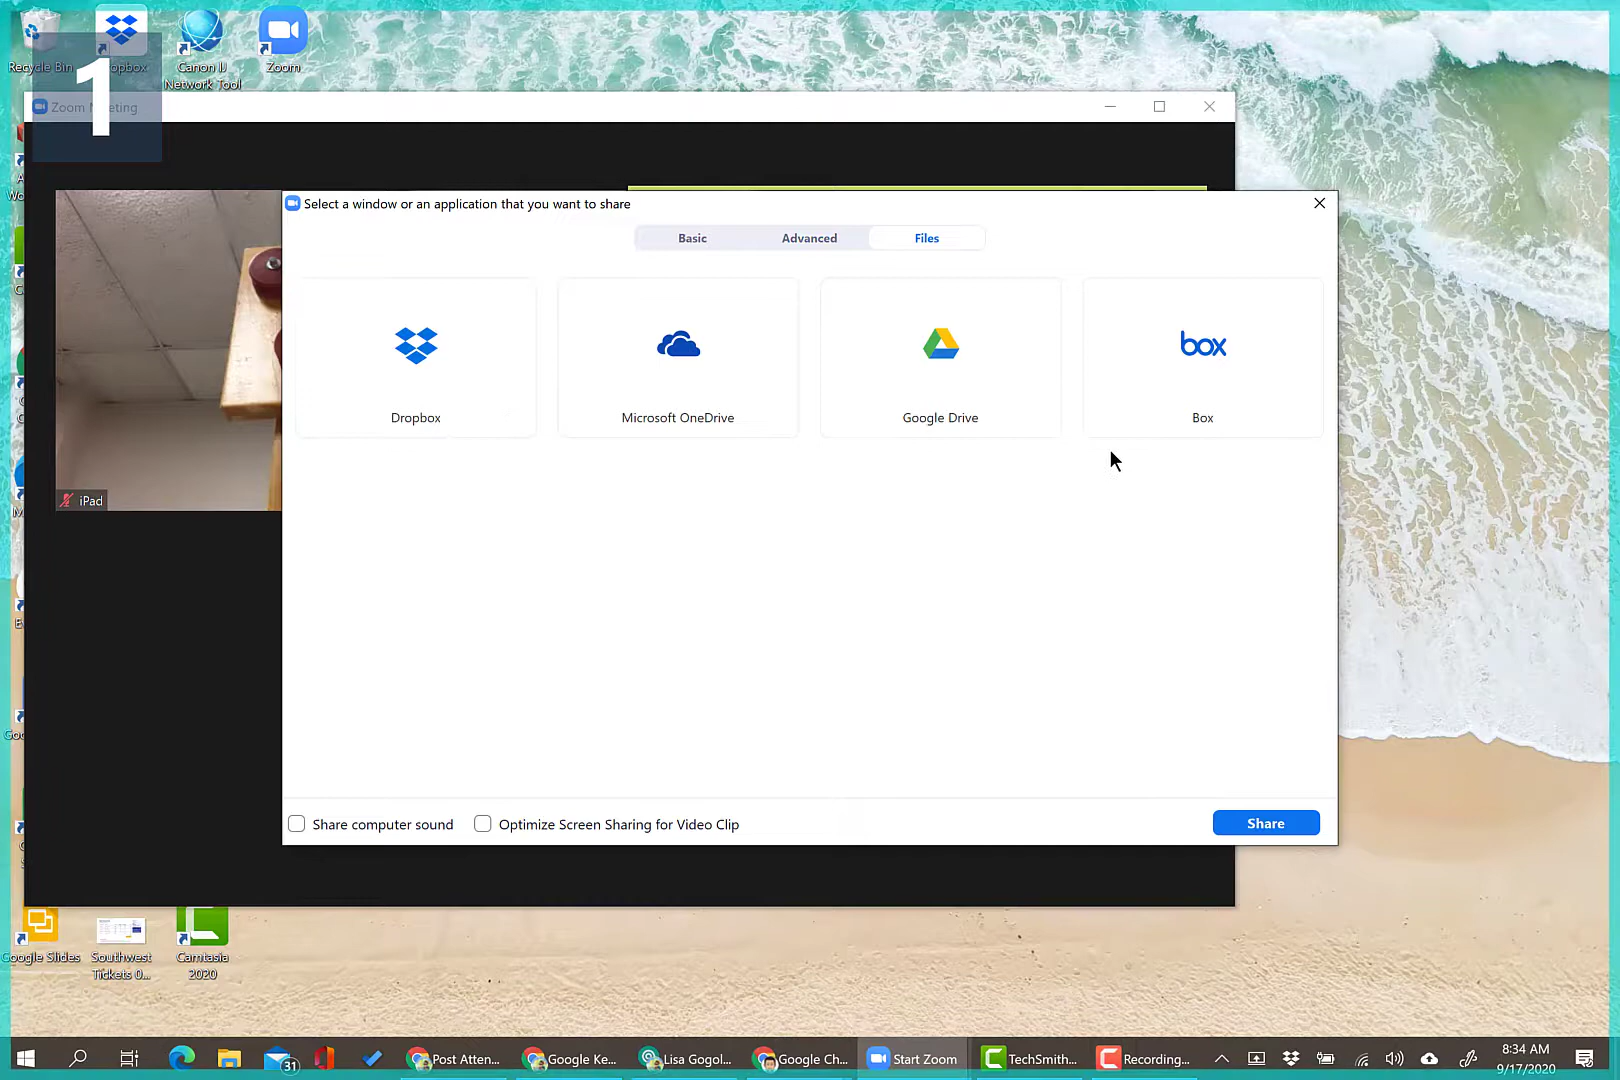 Recycle Bin
Canon IJ
Network Tool
Zoom
1
Zoom Meeting
Select a window or an application that you want to share
Basic
Advanced
Files
box
Dropbox
Microsoft OneDrive
Google Drive
Box
iPad
Share computer sound
Optimize Screen Sharing for Video Clip
Share
Google Slides
Southwest
Tickets 0...
Camtasia
2020
31
Post Atten...
Google Ke...
Lisa Gogol...
Google Ch...
Start Zoom
TechSmith...
Recording...
8:34 AM
9/17/2020